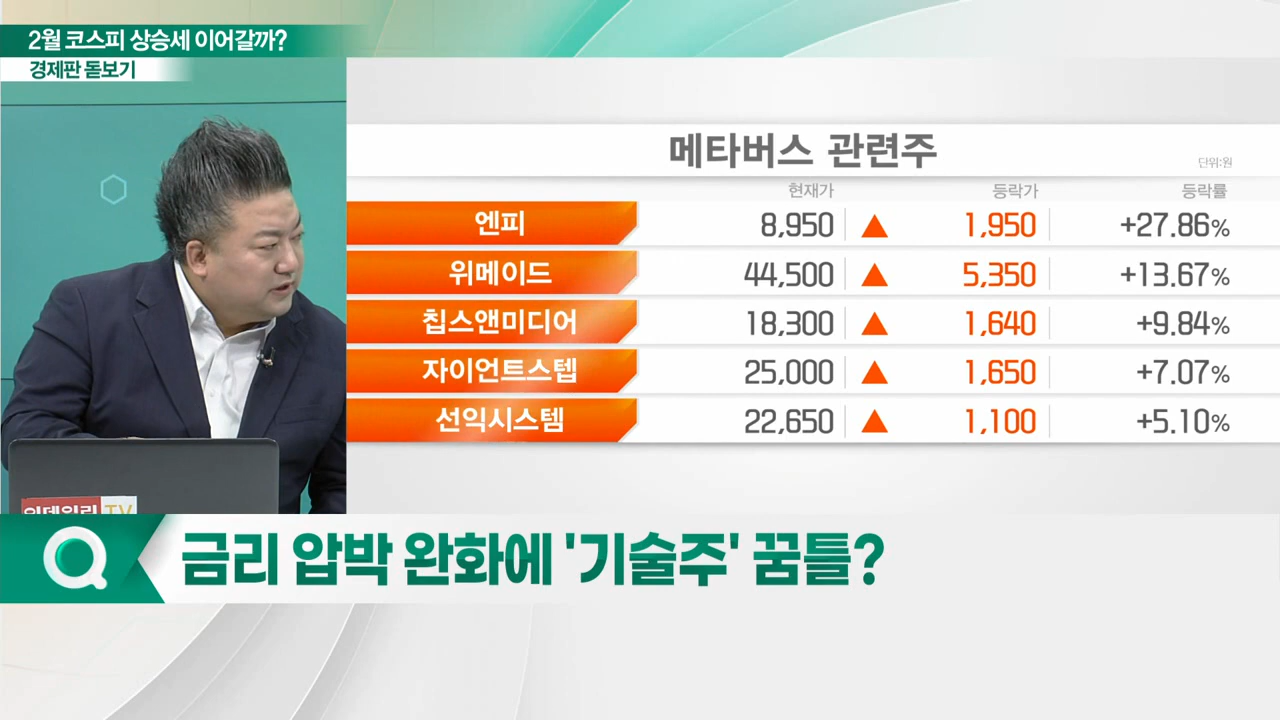 2월 코스피 상승세 이어갈까?
경제판 돋보기
메타버스 관련주
단위:원
현재가 등락가 등락률
엔피 8,950 ▲ 1,950 +27.86%
위메이드 44,500 ▲ 5,350 +13.67%
칩스앤미디어 18,300 ▲ 1,640 +9.84%
자이언트스텝 25,000 ▲ 1,650 +7.07%
선익시스템 22,650 ▲ 1,100 +5.10%
이데일리 TV
Q 금리 압박 완화에 '기술주' 꿈틀?